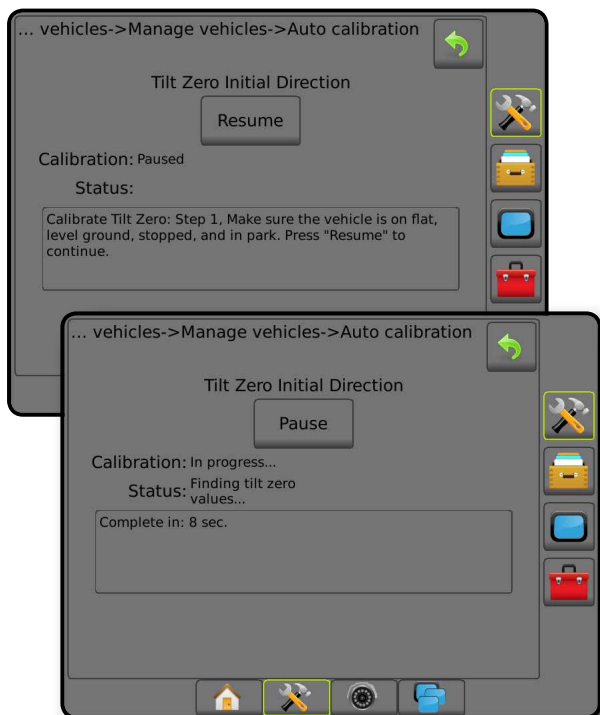 ... vehicles->Manage vehicles->Auto calibration
Tilt Zero Initial Direction
Resume
Calibration: Paused
Status:
Calibrate Tilt Zero: Step 1, Make sure the vehicle is on flat,
level ground, stopped, and in park. Press "Resume" to
continue.
... vehicles->Manage vehicles->Auto calibration
Tilt Zero Initial Direction
Pause
Calibration: In progress...
Status: Finding tilt zero
values...
Complete in: 8 sec.